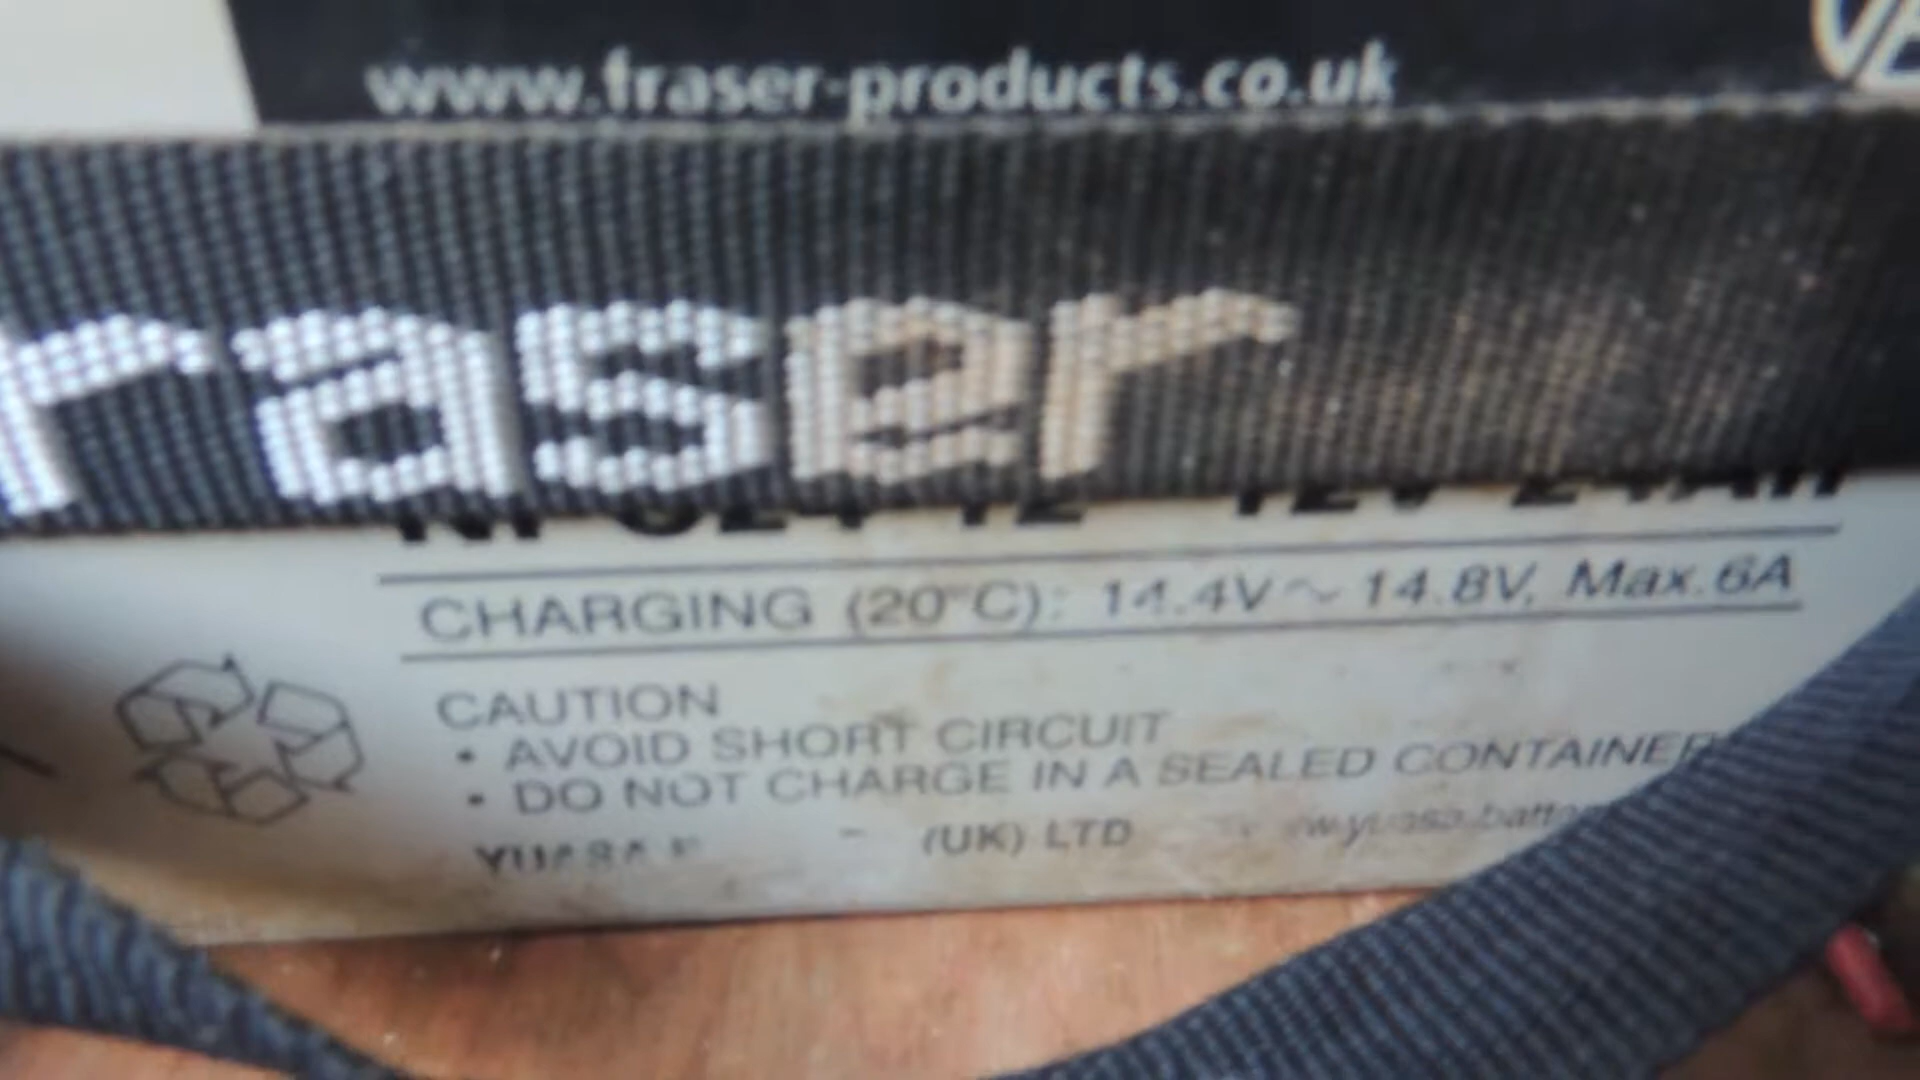 www.fraser-products.co.uk
raser
CHARGING (20°C): 14.4V~14.8V, Max.6A
CAUTION
• AVOID SHORT CIRCUIT
• DO NOT CHARGE IN A SEALED CONTAINER
YUASA (UK) LTD